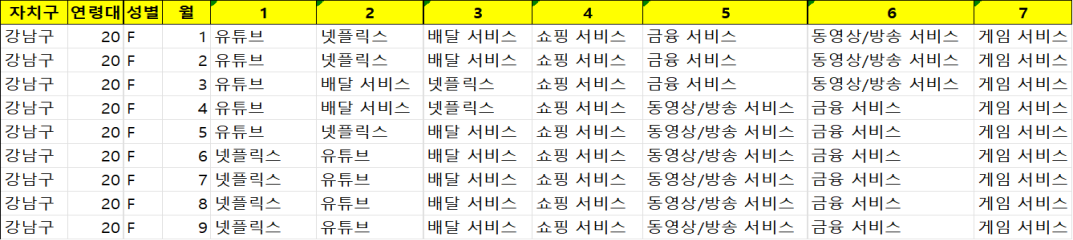 자치구 연령대 성별 월 1 2 3 4 5 6 7
강남구 20 F 1 유튜브 넷플릭스 배달 서비스 쇼핑 서비스 금융 서비스 동영상/방송 서비스 게임 서비스
강남구 20 F 2 유튜브 넷플릭스 배달 서비스 쇼핑 서비스 금융 서비스 동영상/방송 서비스 게임 서비스
강남구 20 F 3 유튜브 배달 서비스 넷플릭스 쇼핑 서비스 금융 서비스 동영상/방송 서비스 게임 서비스
강남구 20 F 4 유튜브 배달 서비스 넷플릭스 쇼핑 서비스 동영상/방송 서비스 금융 서비스 게임 서비스
강남구 20 F 5 유튜브 넷플릭스 배달 서비스 쇼핑 서비스 동영상/방송 서비스 금융 서비스 게임 서비스
강남구 20 F 6 넷플릭스 유튜브 배달 서비스 쇼핑 서비스 동영상/방송 서비스 금융 서비스 게임 서비스
강남구 20 F 7 넷플릭스 유튜브 배달 서비스 쇼핑 서비스 동영상/방송 서비스 금융 서비스 게임 서비스
강남구 20 F 8 넷플릭스 유튜브 배달 서비스 쇼핑 서비스 동영상/방송 서비스 금융 서비스 게임 서비스
강남구 20 F 9 넷플릭스 유튜브 배달 서비스 쇼핑 서비스 동영상/방송 서비스 금융 서비스 게임 서비스